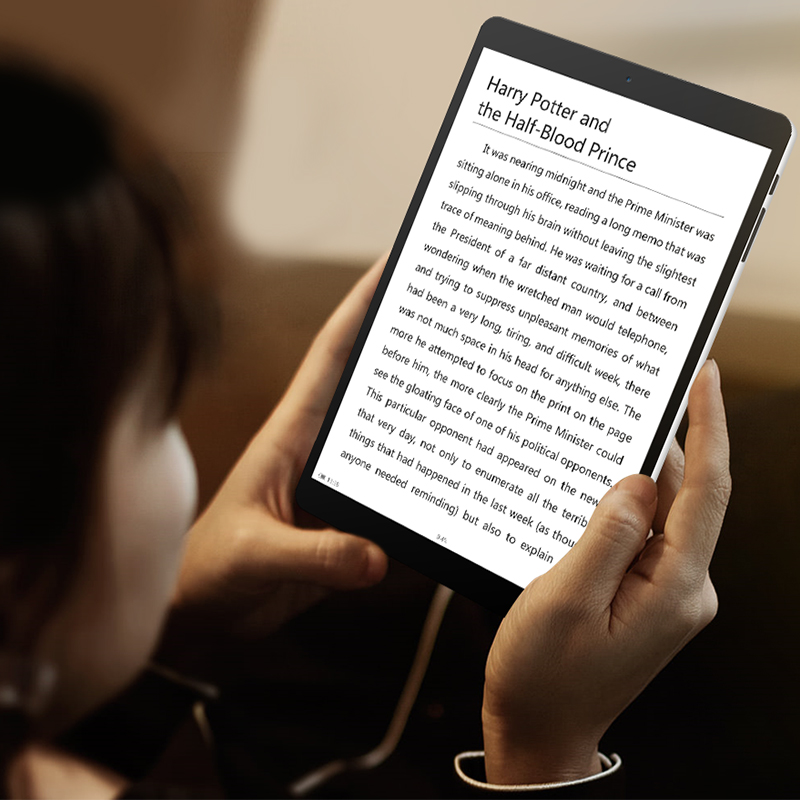 Harry Potter and
the Half-Blood Prince
It was nearing midnight and the Prime Minister was
sitting alone in his office, reading a long memo that was
slipping through his brain without leaving the slightest
trace of meaning behind. He was waiting for a call from
the President of a far distant country, and between
wondering when the wretched man would telephone,
and trying to suppress unpleasant memories of what
had been a very long, tiring, and difficult week, there
was not much space in his head for anything else. The
more he attempted to focus on the print on the page
before him, the more clearly the Prime Minister could
see the gloating face of one of his political opponents.
This particular opponent had appeared on the new
that very day, not only to enumerate all the terrib
things that had happened in the last week (as thou
anyone needed reminding) but also to explain